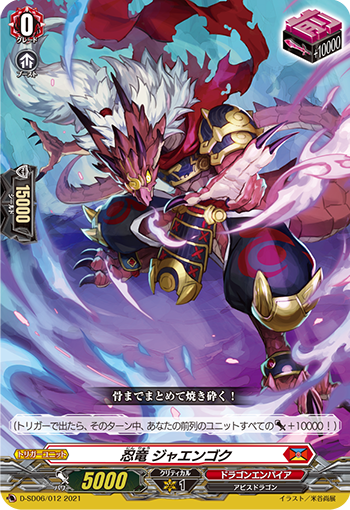 0
グレード
ブースト
前
+10000
15000
シールド
骨までまとめて焼き砕く！
(トリガーで出たら、そのターン中、あなたの前列のユニットすべての+10000！)
トリガーユニット
忍竜 ジャエンゴク
パワー
5000
クリティカル
1
ドラゴンエンパイア
アビスドラゴン
D-SD06/012 2021
イラスト/米谷尚展